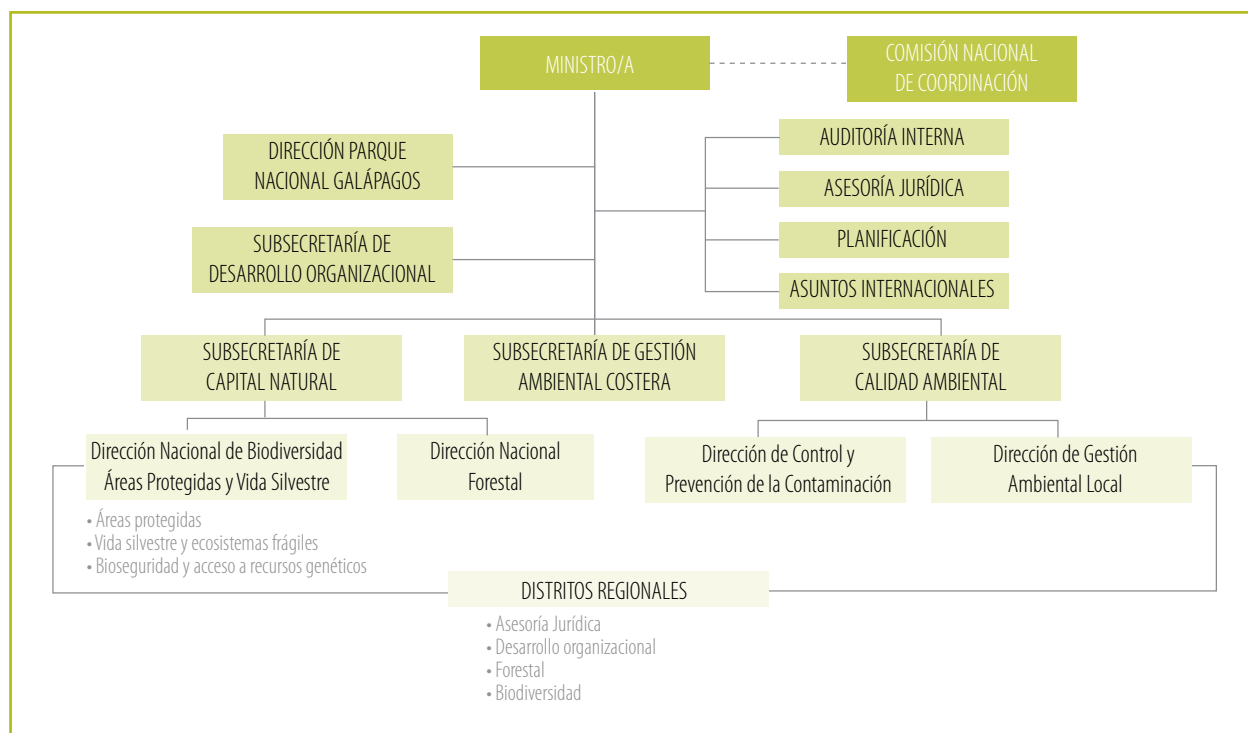 MINISTRO/A
COMISIÓN NACIONAL
DE COORDINACIÓN
DIRECCIÓN PARQUE
NACIONAL GALÁPAGOS
SUBSECRETARÍA DE
DESARROLLO ORGANIZACIONAL
AUDITORÍA INTERNA
ASESORÍA JURÍDICA
PLANIFICACIÓN
ASUNTOS INTERNACIONALES
SUBSECRETARÍA DE
CAPITAL NATURAL
SUBSECRETARÍA DE GESTIÓN
AMBIENTAL COSTERA
SUBSECRETARÍA DE
CALIDAD AMBIENTAL
Dirección Nacional de Biodiversidad
Áreas Protegidas y Vida Silvestre
Dirección Nacional
Forestal
Dirección de Control y
Prevención de la Contaminación
Dirección de Gestión
Ambiental Local
• Áreas protegidas
• Vida silvestre y ecosistemas frágiles
• Bioseguridad y acceso a recursos genéticos
DISTRITOS REGIONALES
• Asesoría Jurídica
• Desarrollo organizacional
• Forestal
• Biodiversidad